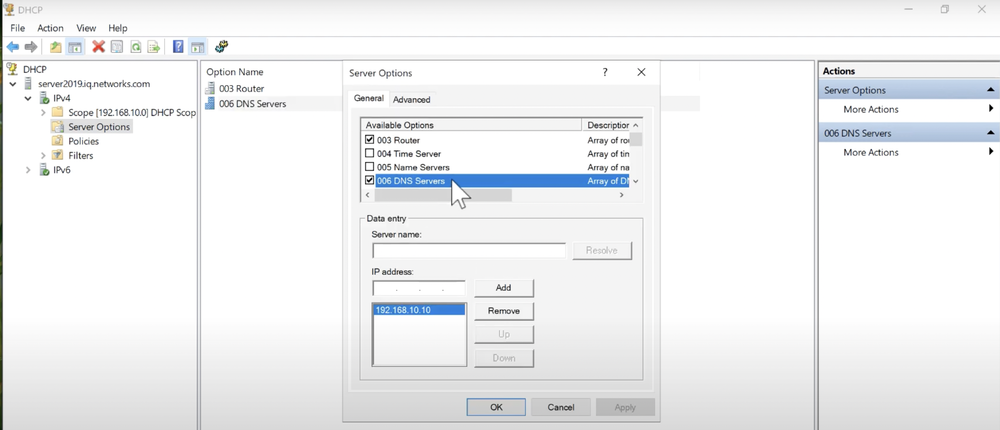 DHCP
File Action View Help
DHCP
server2019.iq.networks.com
IPv4
Scope [192.168.10.0] DHCP Scop
Server Options
Policies
Filters
IPv6
Option Name
003 Router
006 DNS Servers
Server Options
?
General
Advanced
Available Options Description
003 Router Array of rou
004 Time Server Array of tim
005 Name Servers Array of na
006 DNS Servers Array of DN
Data entry
Server name:
Resolve
IP address:
. . .
Add
192.168.10.10
Remove
Up
Down
OK
Cancel
Apply
Actions
Server Options
More Actions
006 DNS Servers
More Actions